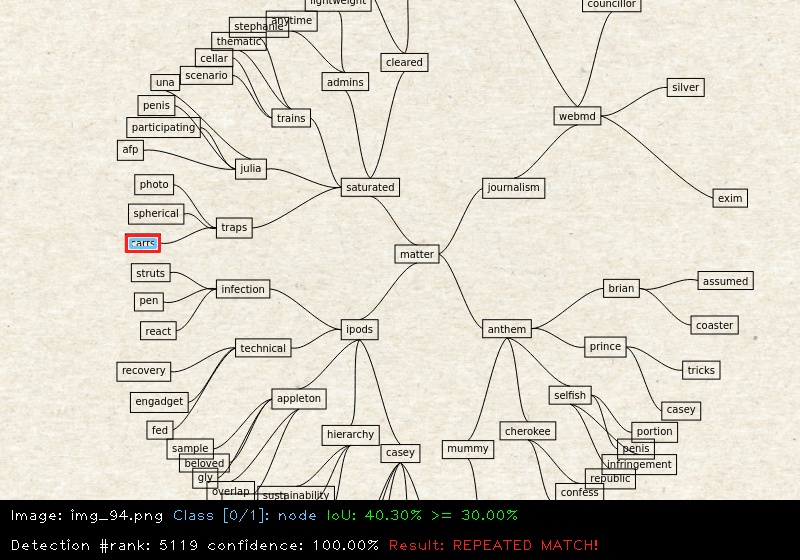 lightweight
councillor
anytime
stephanie
thematic
cleared
cellar
scenario
admins
una
silver
penis
trains
webmd
participating
afp
julia
photo
saturated
journalism
exim
spherical
traps
carrs
matter
struts
infection
brian
assumed
pen
react
ipods
anthem
coaster
technical
prince
recovery
tricks
engadget
appleton
selfish
casey
fed
hierarchy
cherokee
portion
sample
casey
mummy
penis
beloved
infringement
gly
republic
overlap
sustainability
confess
Image: img_94.png Class [0/1]: node IoU: 40.30% >= 30.00%
Detection #rank: 5119 confidence: 100.00% Result: REPEATED MATCH!